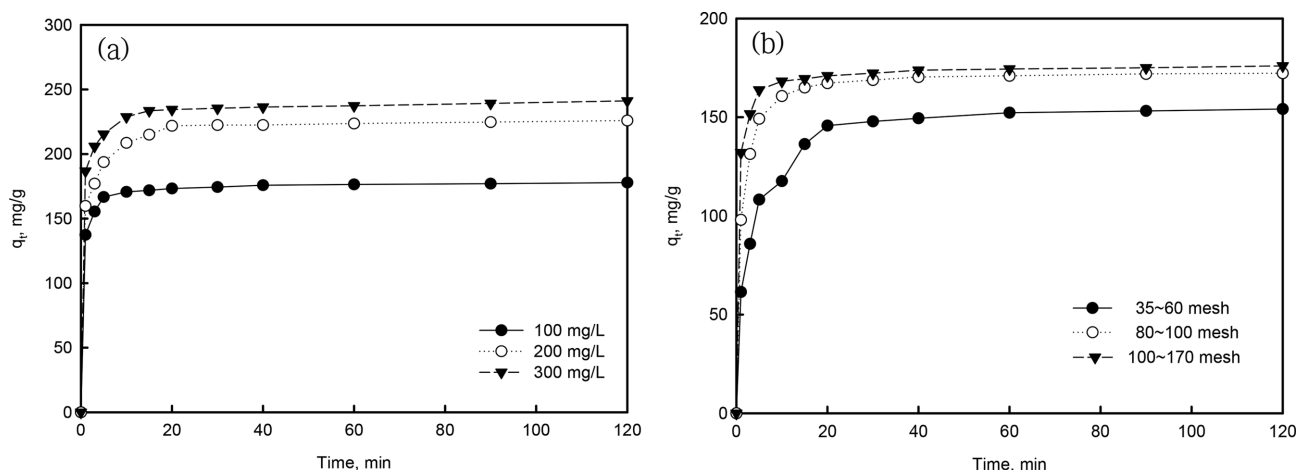 (a)
300
250
200
150
100
50
0
qt, mg/g
0 20 40 60 80 100 120
Time, min
100 mg/L
200 mg/L
300 mg/L
(b)
200
150
100
50
0
qt, mg/g
0 20 40 60 80 100 120
Time, min
35~60 mesh
80~100 mesh
100~170 mesh